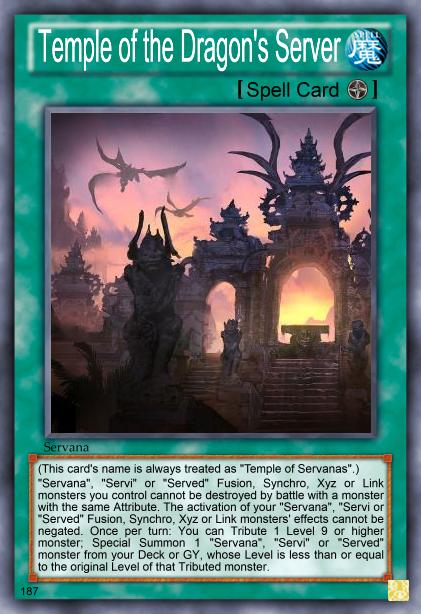 Temple of the Dragon's Server
SPELL
魔
[ Spell Card ]
Servana
(This card's name is always treated as "Temple of Servanas".)
"Servana", "Servi" or "Served" Fusion, Synchro, Xyz or Link
monsters you control cannot be destroyed by battle with a monster
with the same Attribute. The activation of your "Servana", "Servi or
"Served" Fusion, Synchro, Xyz or Link monsters' effects cannot be
negated. Once per turn: You can Tribute 1 Level 9 or higher
monster; Special Summon 1 "Servana", "Servi" or "Served"
monster from your Deck or GY, whose Level is less than or equal
to the original Level of that Tributed monster.
187